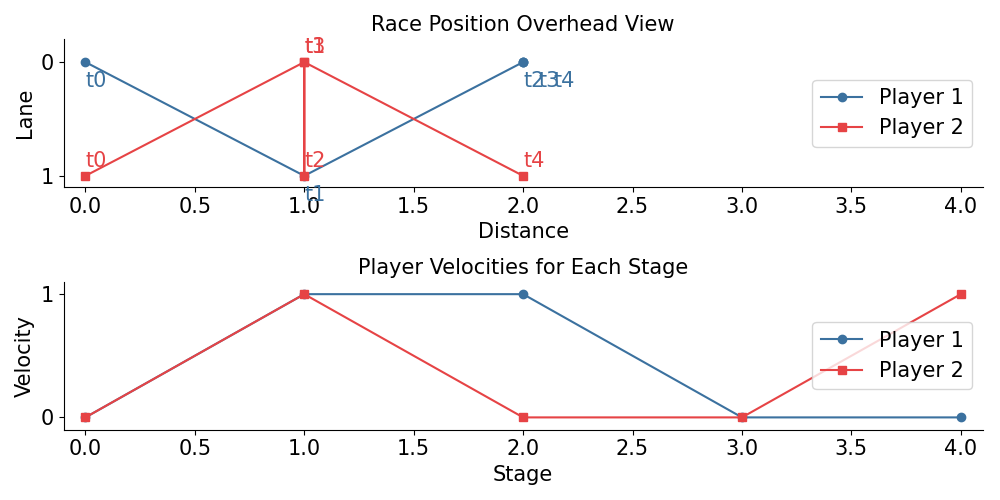 Race Position Overhead View
Lane
0
1
t0
t0
t1
t3
t2
t1
t2
t3
t4
t4
Player 1
Player 2
0.0 0.5 1.0 1.5 2.0 2.5 3.0 3.5 4.0
Distance
Player Velocities for Each Stage
Velocity
1
0
Player 1
Player 2
0.0 0.5 1.0 1.5 2.0 2.5 3.0 3.5 4.0
Stage